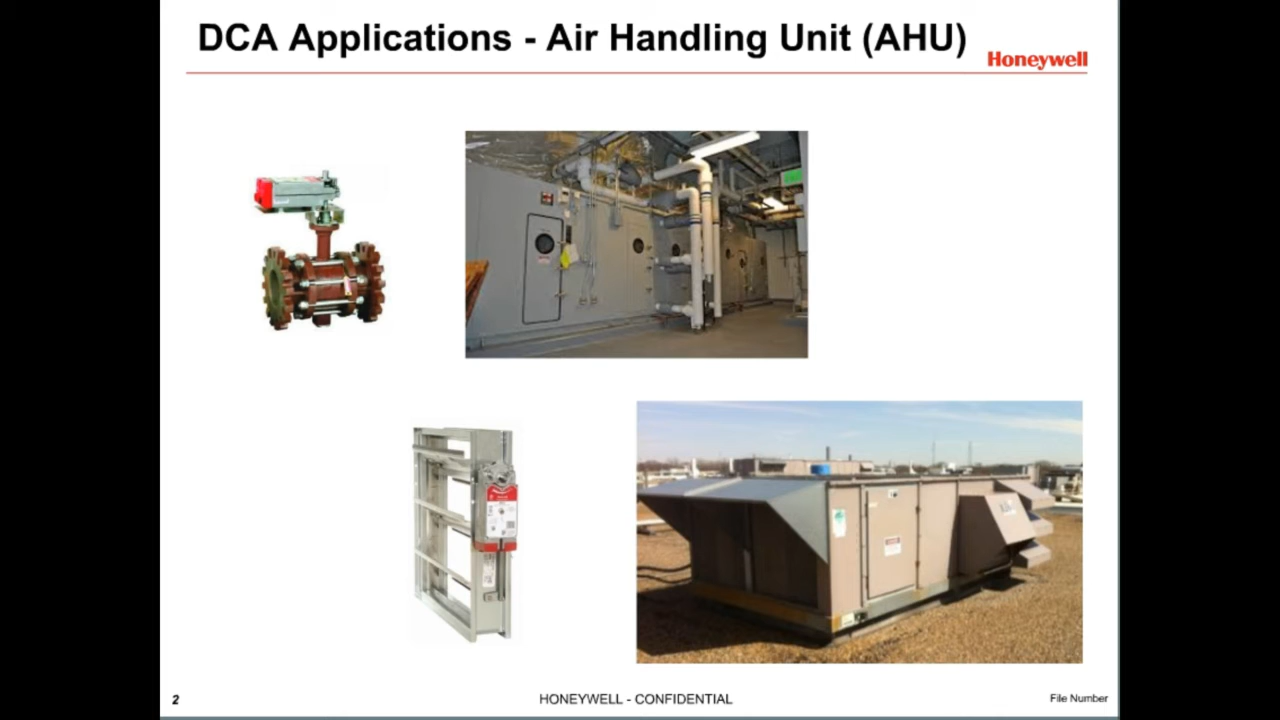 DCA Applications - Air Handling Unit (AHU)
Honeywell
2
HONEYWELL - CONFIDENTIAL
File Number